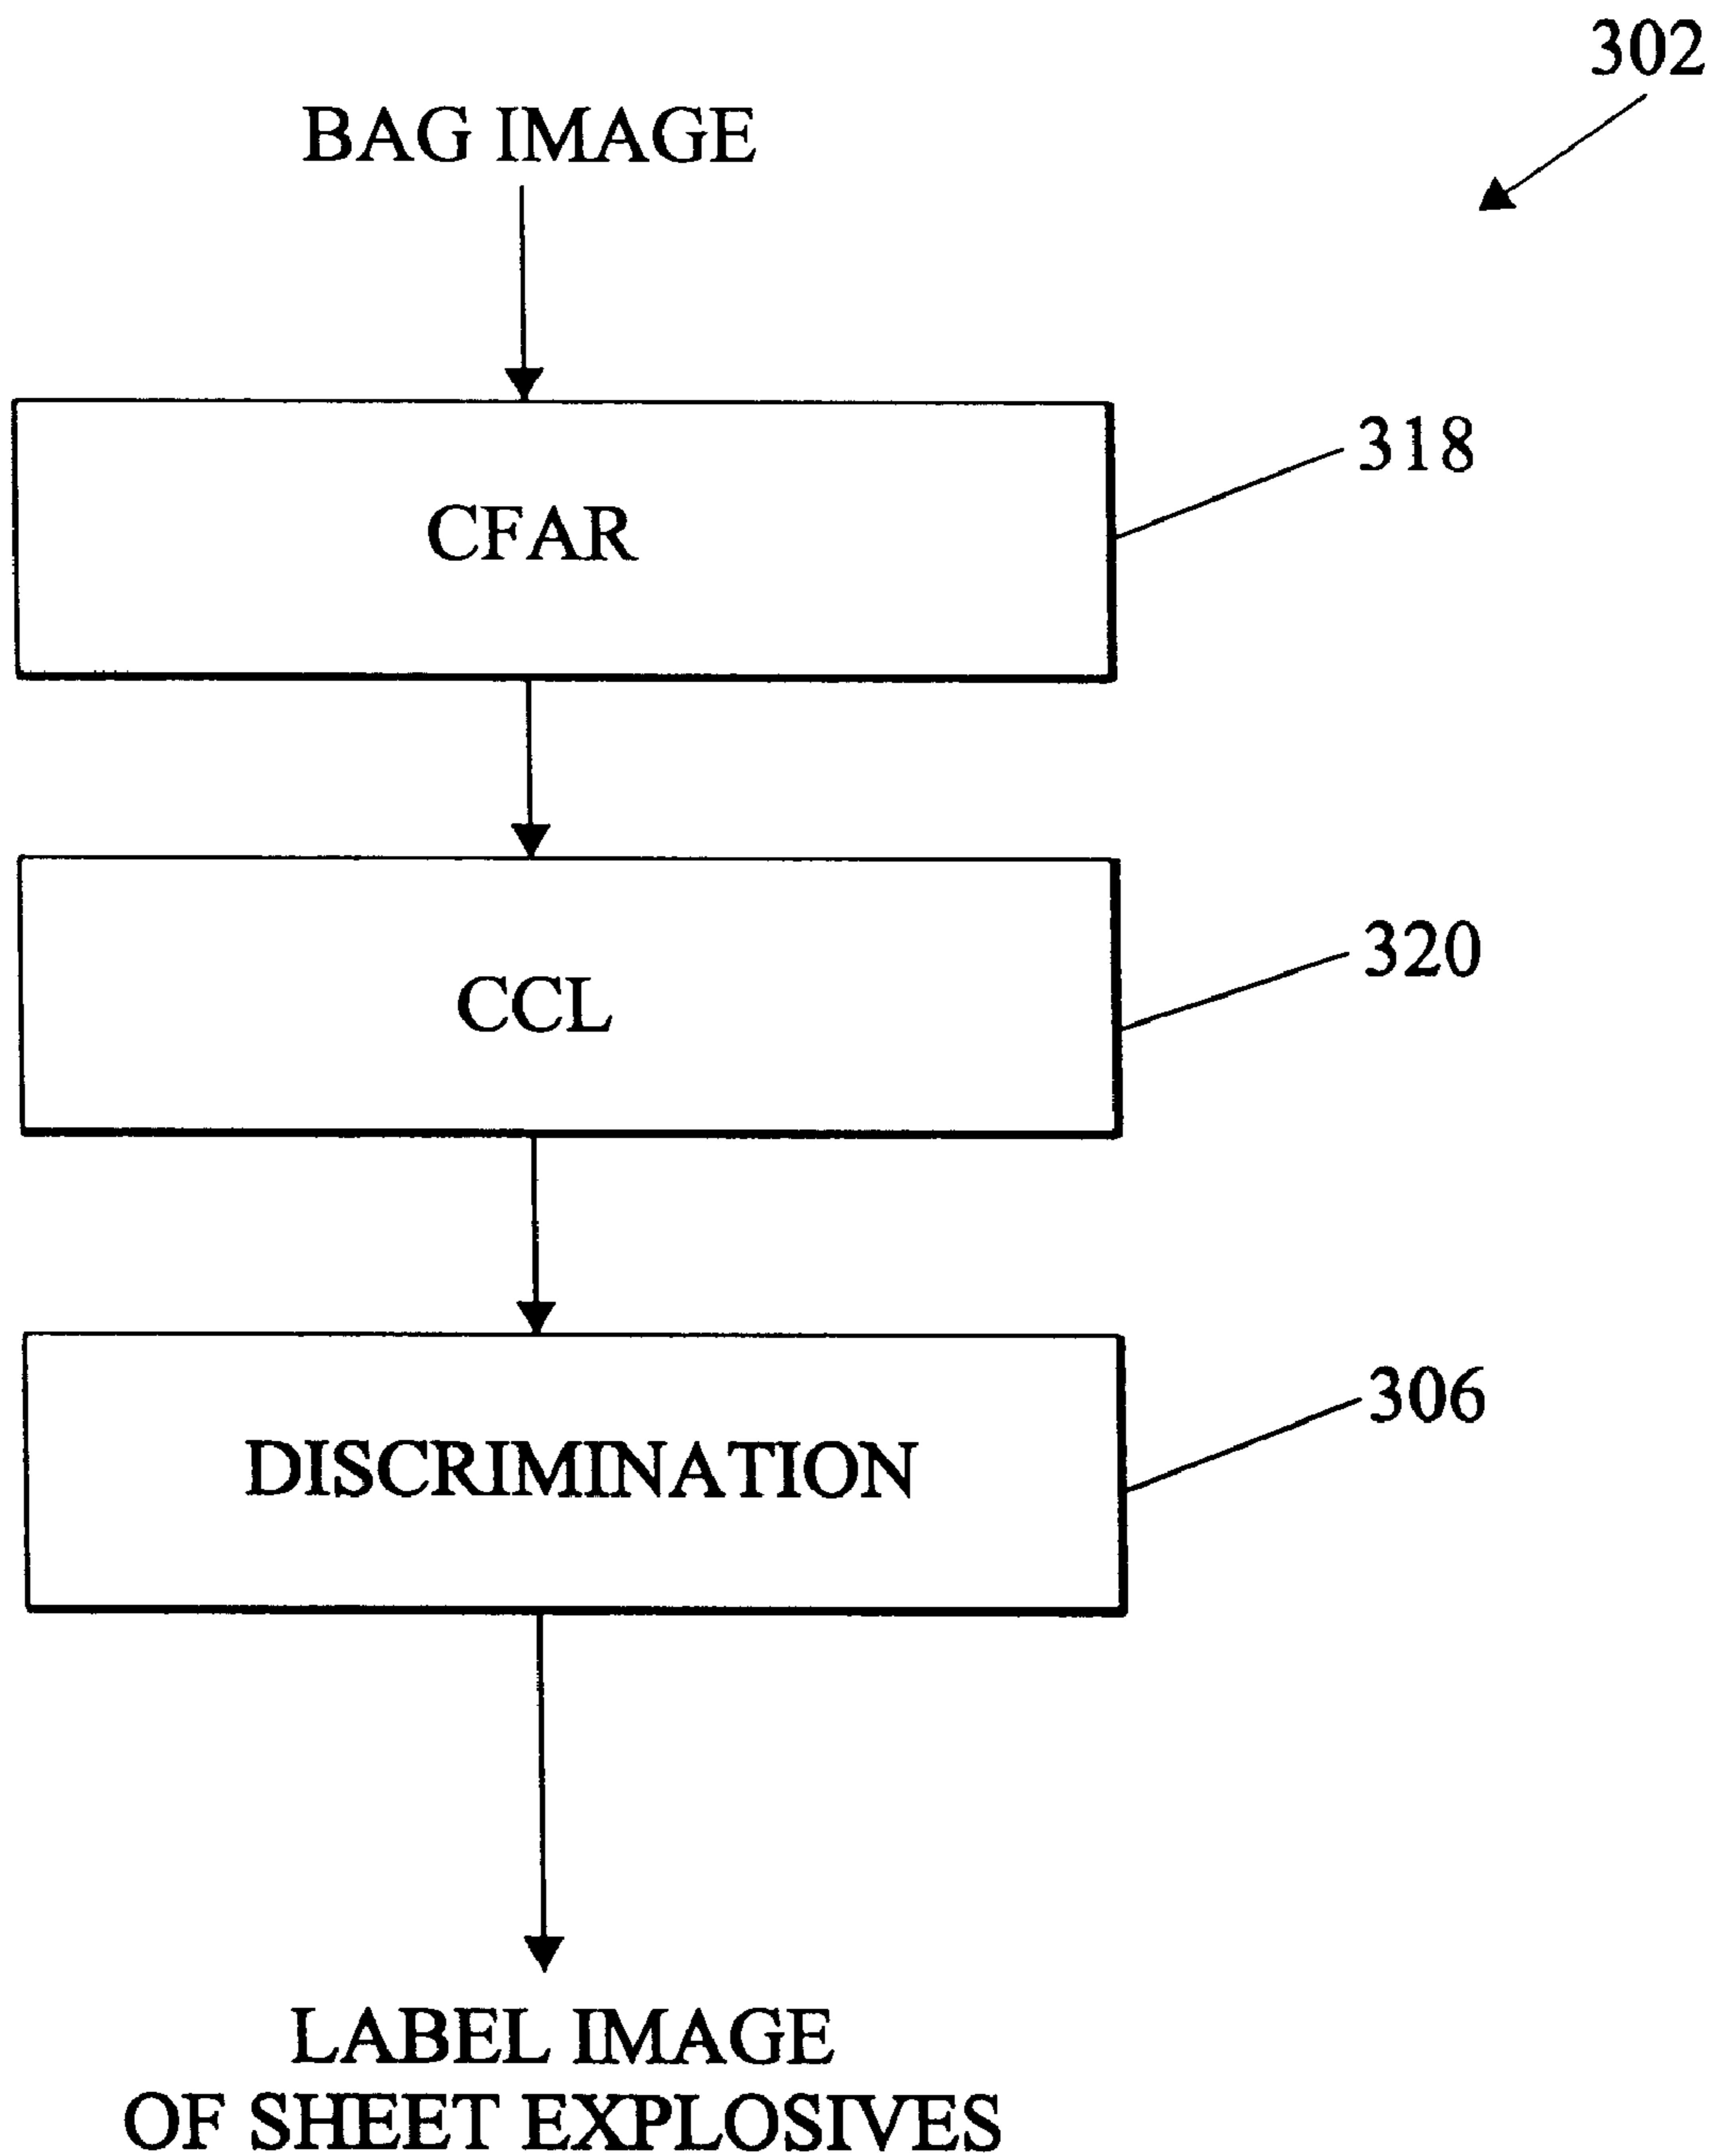 302
BAG IMAGE
318
CFAR
320
CCL
306
DISCRIMINATION
LABEL IMAGE
OF SHEET EXPLOSIVES